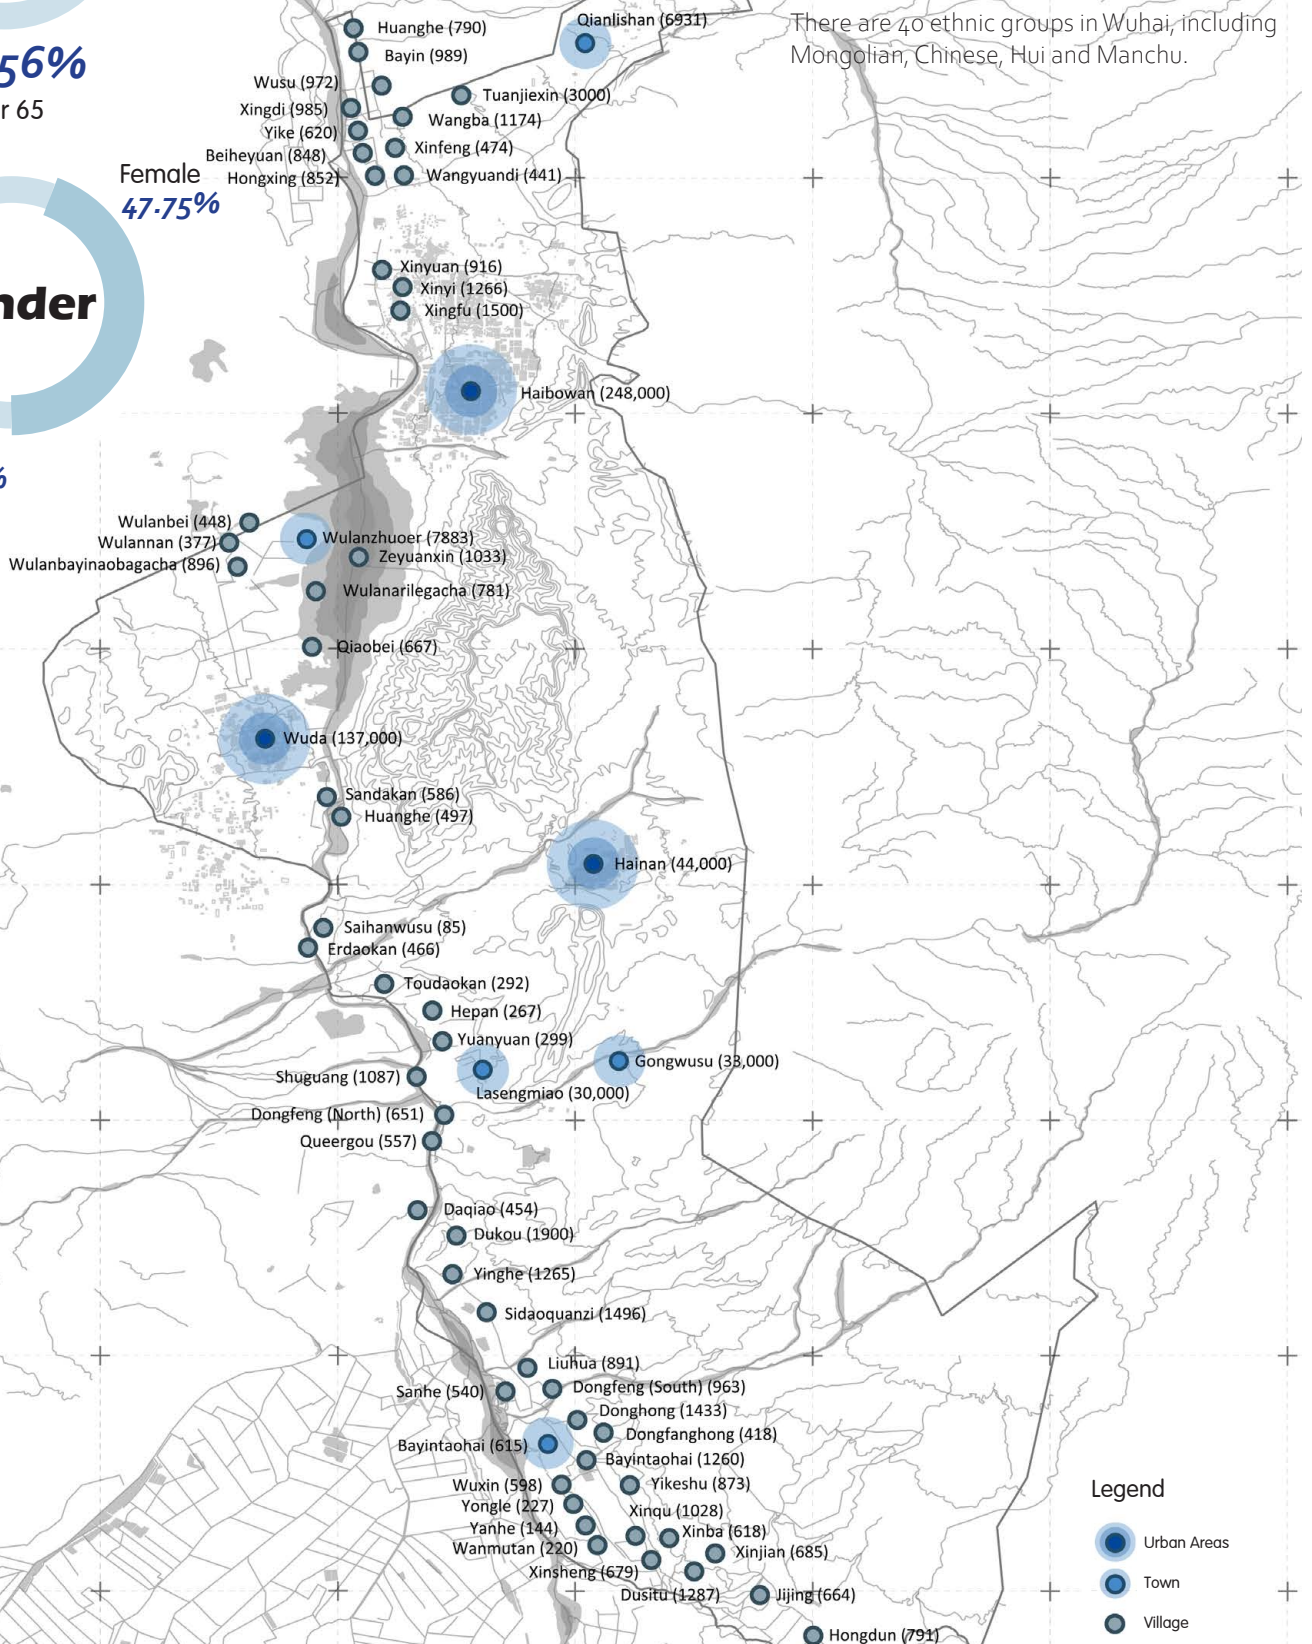 Huanghe (790)
Qianlishan (6931)
There are 40 ethnic groups in Wuhai, including
Mongolian, Chinese, Hui and Manchu.
56%
r 65
Bayin (989)
Wusu (972)
Tuanjiexin (3000)
Xingdi (985)
Wangba (1174)
Yike (620)
Xinfeng (474)
Beiheyuan (848)
Hongxing (852)
Wangyuandi (441)
Female
47.75%
nder
%
Xinyuan (916)
Xinyi (1266)
Xingfu (1500)
Haibowan (248,000)
Wulanbei (448)
Wulannan (377)
Wulanzhuoer (7883)
Zeyuanxin (1033)
Wulanbayinaobagacha (896)
Wulanarilegacha (781)
Qiaobei (667)
Wuda (137,000)
Sandakan (586)
Huanghe (497)
Hainan (44,000)
Saihanwusu (85)
Erdaokan (466)
Toudaokan (292)
Hepan (267)
Yuanyuan (299)
Gongwusu (33,000)
Shuguang (1087)
Lasengmiao (30,000)
Dongfeng (North) (651)
Queergou (557)
Daqiao (454)
Dukou (1900)
Yinghe (1265)
Sidaoquanzi (1496)
Liuhua (891)
Sanhe (540)
Dongfeng (South) (963)
Donghong (1433)
Dongfanghong (418)
Bayintaohai (615)
Bayintaohai (1260)
Wuxin (598)
Yikeshu (873)
Yongle (227)
Xinqu (1028)
Yanhe (144)
Xinba (618)
Wanmutan (220)
Xinjian (685)
Xinsheng (679)
Dusitu (1287)
Jijing (664)
Hongdun (791)
Legend
Urban Areas
Town
Village